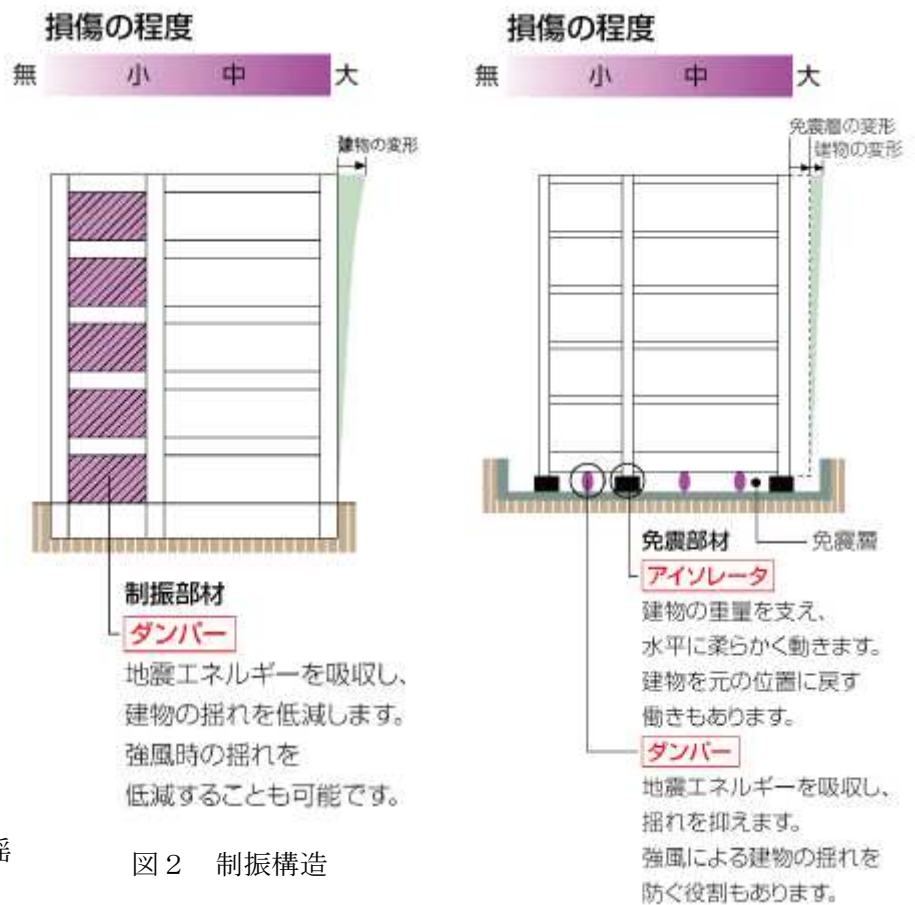 損傷の程度
無 小 中 大
建物の変形
制振部材
ダンパー
地震エネルギーを吸収し、
建物の揺れを低減します。
強風時の揺れを
低減することも可能です。
図２ 制振構造
損傷の程度
無 小 中 大
免震層の変形
建物の変形
免震部材
免震層
アイソレータ
建物の重量を支え、
水平に柔らかく動きます。
建物を元の位置に戻す
働きもあります。
ダンパー
地震エネルギーを吸収し、
揺れを抑えます。
強風による建物の揺れを
防ぐ役割もあります。